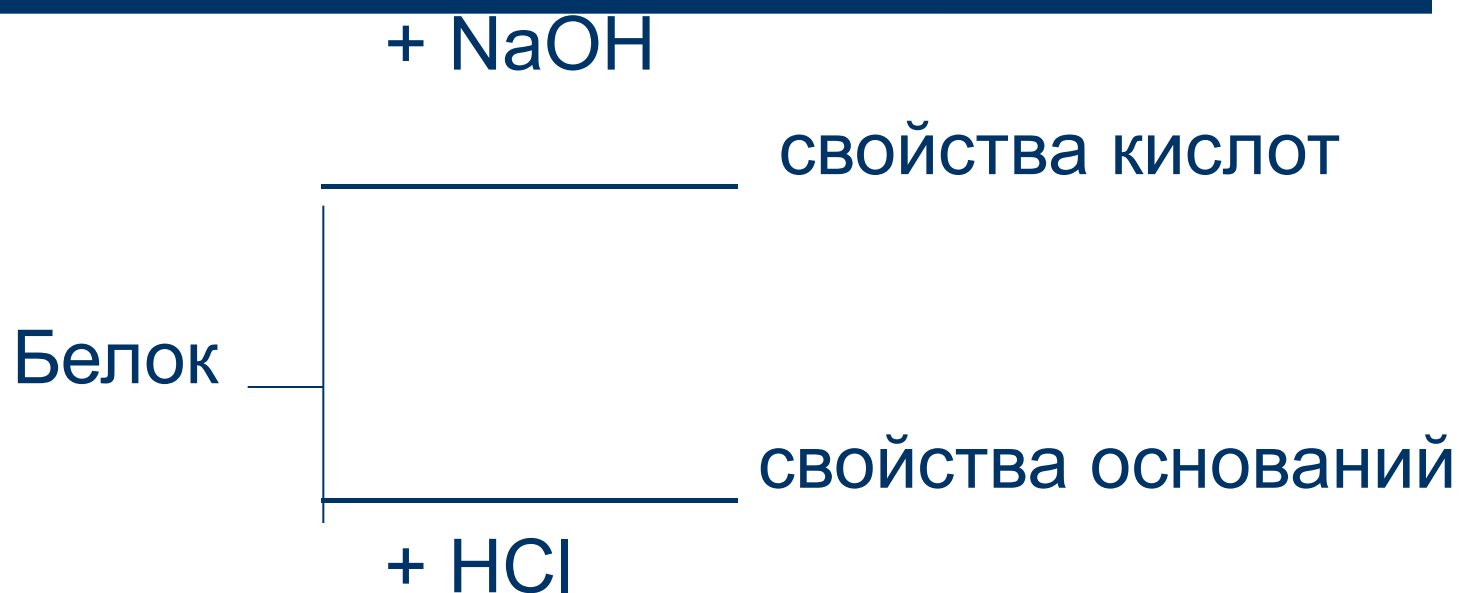 + NaOH
свойства кислот
Белок
свойства оснований
+ HCl